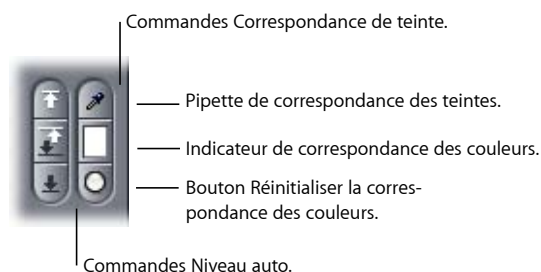 Commandes Correspondance de teinte.
Pipette de correspondance des teintes.
Indicateur de correspondance des couleurs.
Bouton Réinitialiser la corres-
pondance des couleurs.
Commandes Niveau auto.